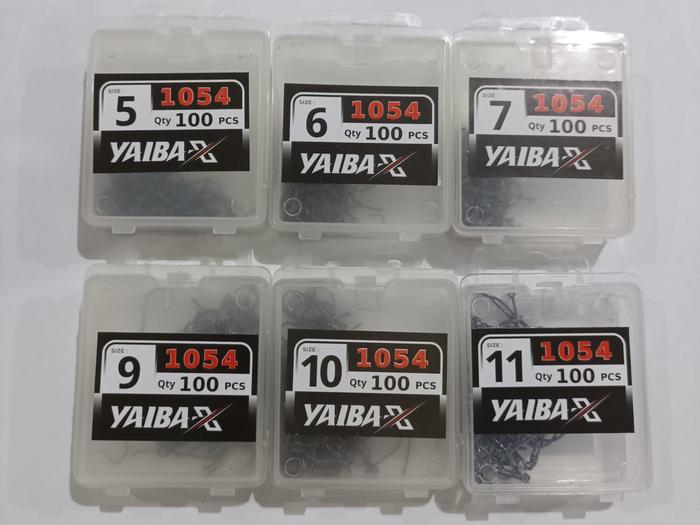 SIZE :
5
1054
Qty 100 PCS
YAIBA-X
SIZE :
6
1054
Qty 100 PCS
YAIBA-X
SIZE :
7
1054
Qty 100 PCS
YAIBA-X
SIZE :
9
1054
Qty 100 PCS
YAIBA-X
SIZE :
10
1054
Qty 100 PCS
YAIBA-X
SIZE :
11
1054
Qty 100 PCS
YAIBA-X